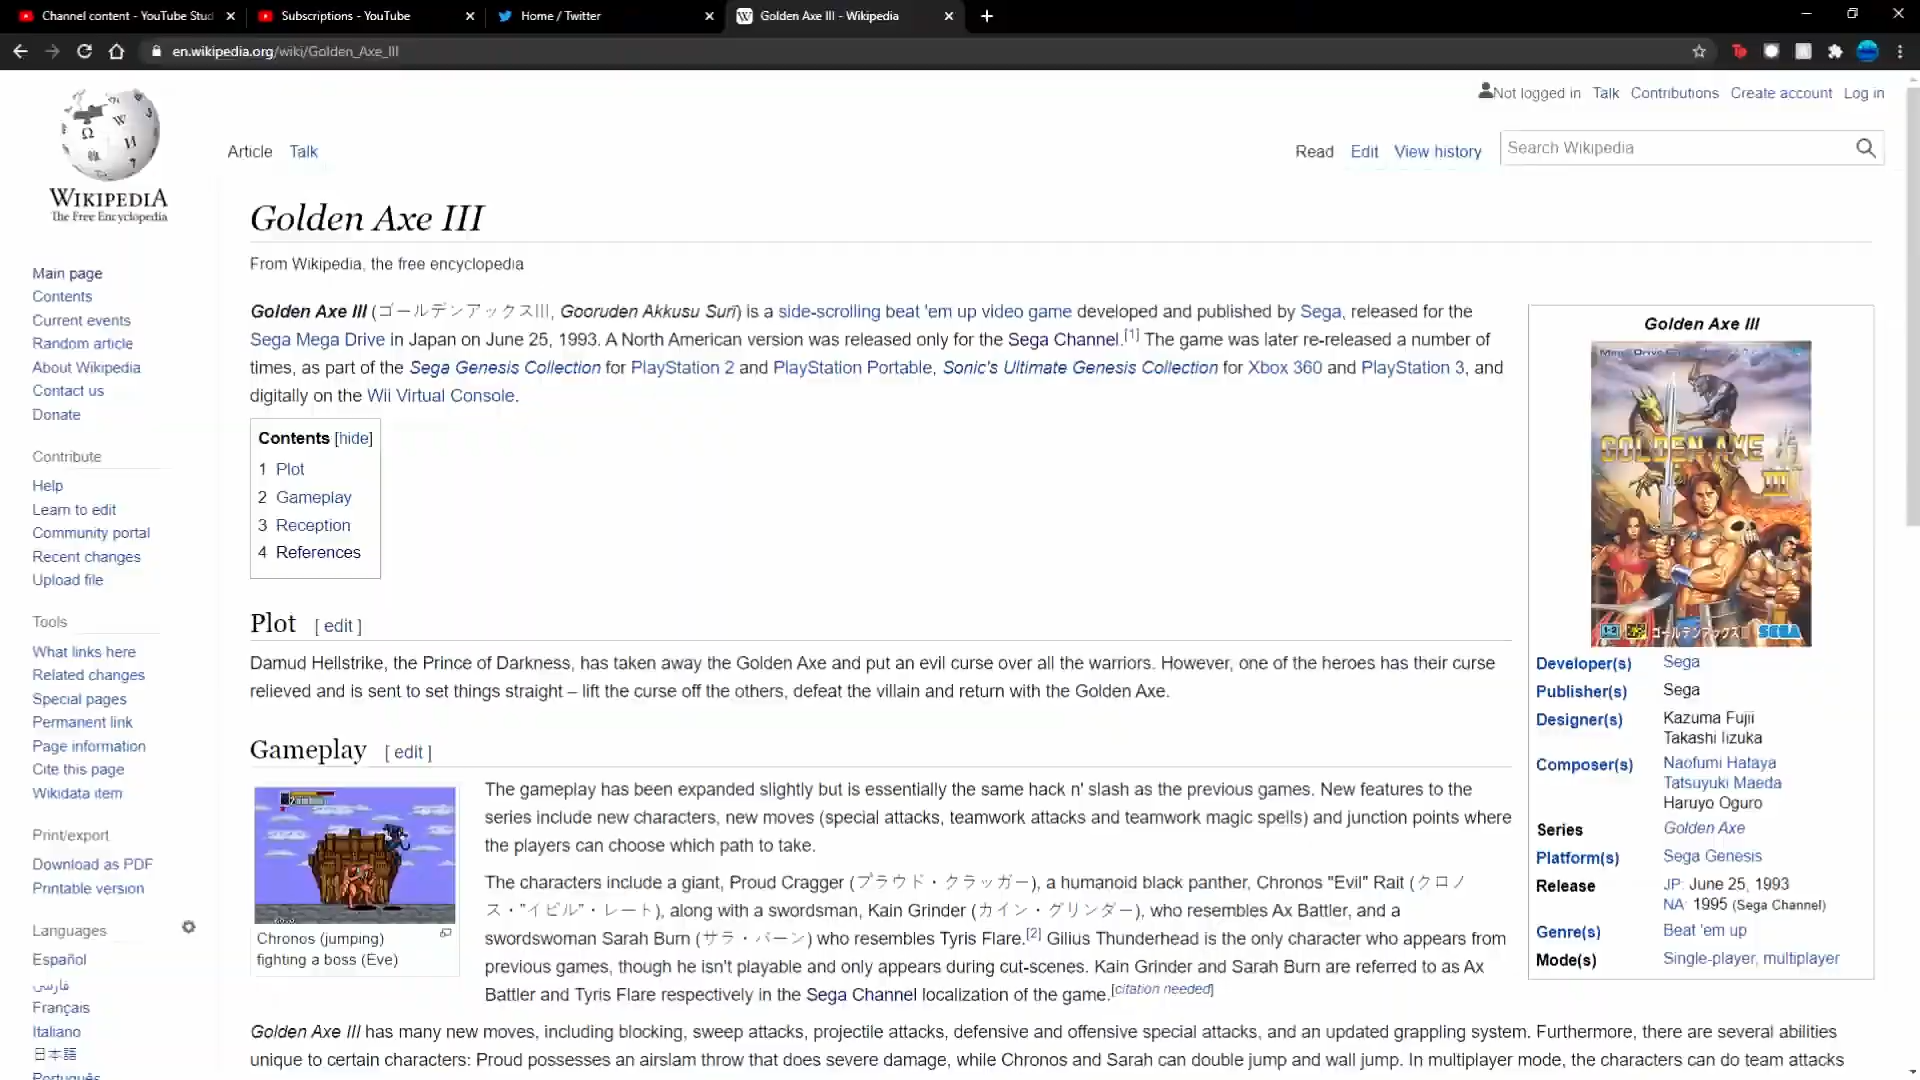 Channel content - YouTube Stud
Subscriptions - YouTube
Home / Twitter
Golden Axe III - Wikipedia
en.wikipedia.org/wiki/Golden_Axe_III
Not logged in Talk Contributions Create account Log in
Article Talk
Read Edit View history
Search Wikipedia
WIKIPEDIA
The Free Encyclopedia
Main page
Contents
Current events
Random article
About Wikipedia
Contact us
Donate
Contribute
Help
Learn to edit
Community portal
Recent changes
Upload file
Tools
What links here
Related changes
Special pages
Permanent link
Page information
Cite this page
Wikidata item
Print/export
Download as PDF
Printable version
Languages
Español
فارسی
Français
Italiano
日本語
Português
Golden Axe III
From Wikipedia, the free encyclopedia
Golden Axe III (ゴールデンアックスIII, Gooruden Akkusu Surī) is a side-scrolling beat 'em up video game developed and published by Sega, released for the
Sega Mega Drive in Japan on June 25, 1993. A North American version was released only for the Sega Channel.[1] The game was later re-released a number of
times, as part of the Sega Genesis Collection for PlayStation 2 and PlayStation Portable, Sonic's Ultimate Genesis Collection for Xbox 360 and PlayStation 3, and
digitally on the Wii Virtual Console.
Contents [hide]
1 Plot
2 Gameplay
3 Reception
4 References
Plot [ edit ]
Damud Hellstrike, the Prince of Darkness, has taken away the Golden Axe and put an evil curse over all the warriors. However, one of the heroes has their curse
relieved and is sent to set things straight – lift the curse off the others, defeat the villain and return with the Golden Axe.
Gameplay [ edit ]
Chronos (jumping)
fighting a boss (Eve)
The gameplay has been expanded slightly but is essentially the same hack n' slash as the previous games. New features to the
series include new characters, new moves (special attacks, teamwork attacks and teamwork magic spells) and junction points where
the players can choose which path to take.
The characters include a giant, Proud Cragger (プラウド・クラッガー), a humanoid black panther, Chronos "Evil" Rait (クロノ
ス・"イビル"・レート), along with a swordsman, Kain Grinder (カイン・グリンダー), who resembles Ax Battler, and a
swordswoman Sarah Burn (サラ・バーン) who resembles Tyris Flare.[2] Gilius Thunderhead is the only character who appears from
previous games, though he isn't playable and only appears during cut-scenes. Kain Grinder and Sarah Burn are referred to as Ax
Battler and Tyris Flare respectively in the Sega Channel localization of the game.[citation needed]
Golden Axe III has many new moves, including blocking, sweep attacks, projectile attacks, defensive and offensive special attacks, and an updated grappling system. Furthermore, there are several abilities
unique to certain characters: Proud possesses an airslam throw that does severe damage, while Chronos and Sarah can double jump and wall jump. In multiplayer mode, the characters can do team attacks
Golden Axe III
GOLDEN AXE
III
1-2
ゴールデンアックスIII
SEGA
Developer(s) Sega
Publisher(s) Sega
Designer(s) Kazuma Fujii
Takashi Iizuka
Composer(s) Naofumi Hataya
Tatsuyuki Maeda
Haruyo Oguro
Series Golden Axe
Platform(s) Sega Genesis
Release JP: June 25, 1993
NA: 1995 (Sega Channel)
Genre(s) Beat 'em up
Mode(s) Single-player, multiplayer